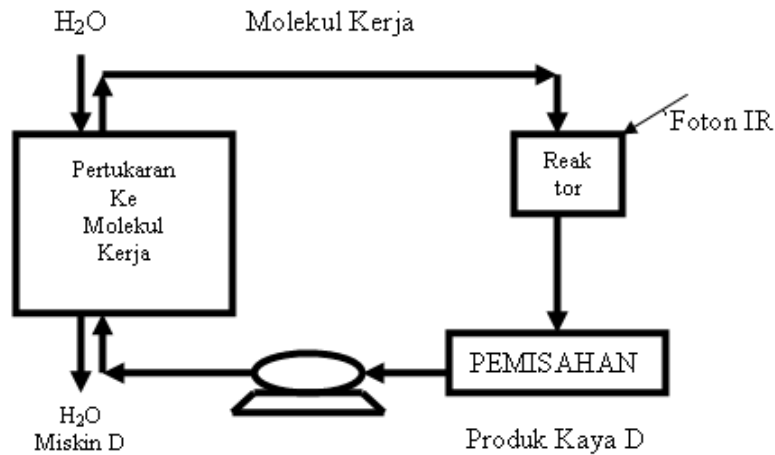 H₂O
Molekul Kerja
`Foton IR
Pertukaran
Ke
Molekul
Kerja
Reak
tor
PEMISAHAN
H₂O
Miskin D
Produk Kaya D